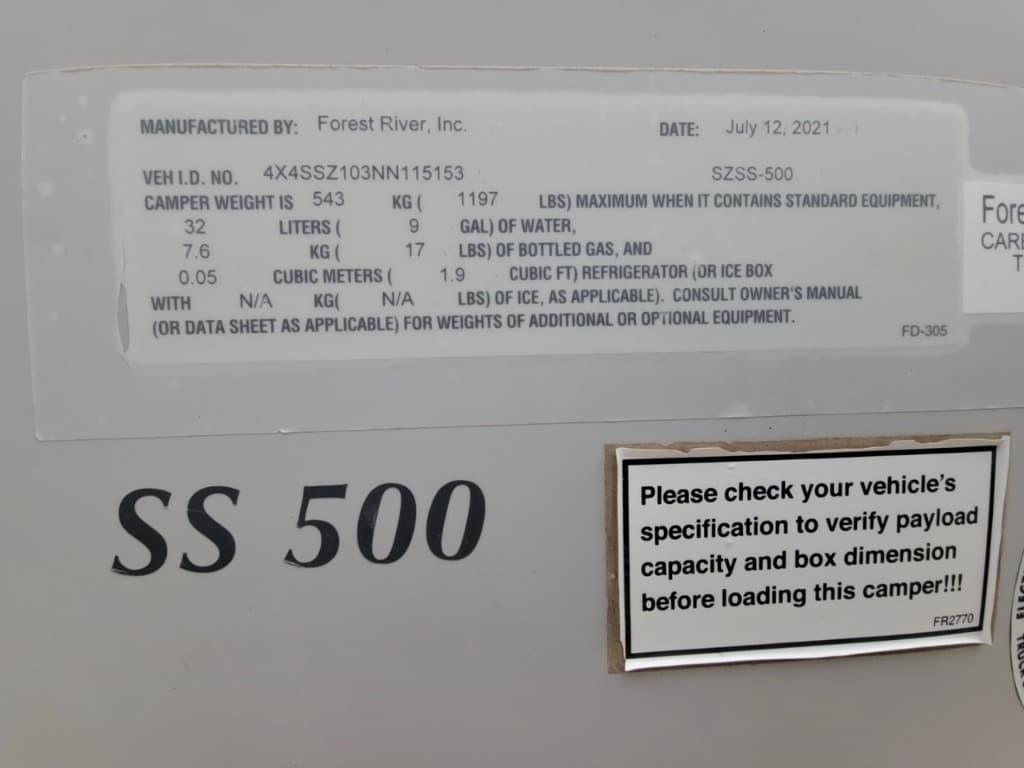 MANUFACTURED BY: Forest River, Inc. DATE: July 12, 2021
VEH I.D. NO. 4X4SSZ103NN115153 SZSS-500
CAMPER WEIGHT IS 543 KG ( 1197 LBS) MAXIMUM WHEN IT CONTAINS STANDARD EQUIPMENT,
32 LITERS ( 9 GAL) OF WATER,
7.6 KG ( 17 LBS) OF BOTTLED GAS, AND
0.05 CUBIC METERS ( 1.9 CUBIC FT) REFRIGERATOR (OR ICE BOX
WITH N/A KG( N/A LBS) OF ICE, AS APPLICABLE). CONSULT OWNER'S MANUAL
(OR DATA SHEET AS APPLICABLE) FOR WEIGHTS OF ADDITIONAL OR OPTIONAL EQUIPMENT.
FD-305
SS 500
Please check your vehicle's
specification to verify payload
capacity and box dimension
before loading this camper!!!
FR2770